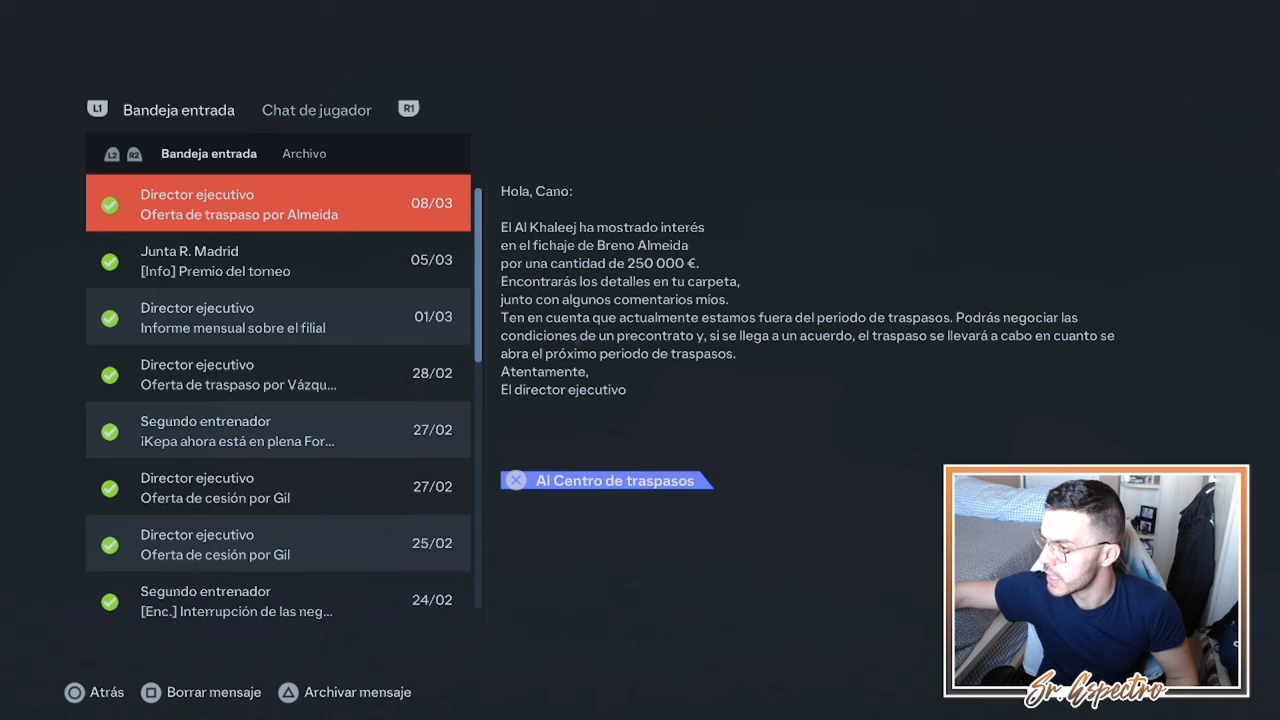 L1 Bandeja entrada Chat de jugador R1
L2 R2 Bandeja entrada Archivo
Director ejecutivo
Oferta de traspaso por Almeida
08/03
Junta R. Madrid
[Info] Premio del torneo
05/03
Director ejecutivo
Informe mensual sobre el filial
01/03
Director ejecutivo
Oferta de traspaso por Vázqu...
28/02
Segundo entrenador
¡Kepa ahora está en plena For...
27/02
Director ejecutivo
Oferta de cesión por Gil
27/02
Director ejecutivo
Oferta de cesión por Gil
25/02
Segundo entrenador
[Enc.] Interrupción de las neg...
24/02
Hola, Cano:
El Al Khaleej ha mostrado interés
en el fichaje de Breno Almeida
por una cantidad de 250 000 €.
Encontrarás los detalles en tu carpeta,
junto con algunos comentarios míos.
Ten en cuenta que actualmente estamos fuera del periodo de traspasos. Podrás negociar las
condiciones de un precontrato y, si se llega a un acuerdo, el traspaso se llevará a cabo en cuanto se
abra el próximo periodo de traspasos.
Atentamente,
El director ejecutivo
Al Centro de traspasos
Sr. Aspectro
Atrás Borrar mensaje Archivar mensaje